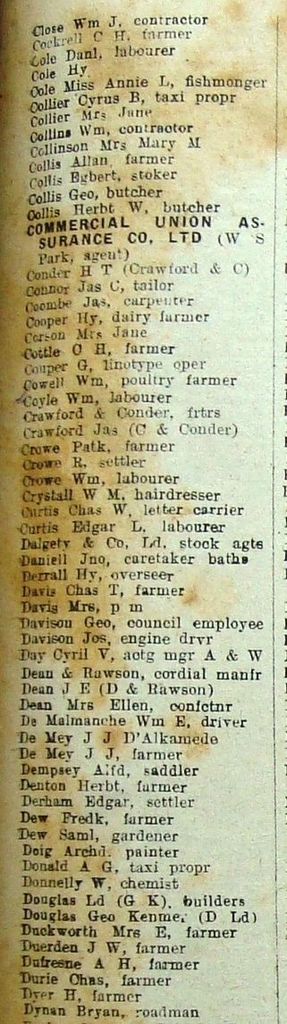 Close Wm J, contractor
Cockrell C H, farmer
Cole Danl, labourer
Cole Hy
Cole Miss Annie L, fishmonger
Collier Cyrus B, taxi propr
Collier Mrs Jane
Collins Wm, contractor
Collinson Mrs Mary M
Collis Allan, farmer
Collis Egbert, stoker
Collis Geo, butcher
Collis Herbt W, butcher
COMMERCIAL UNION AS-
SURANCE CO, LTD (W S
Park, agent)
Conder H T (Crawford & C)
Connor Jas C, tailor
Coombe Jas, carpenter
Cooper Hy, dairy farmer
Corson Mrs Jane
Cottle O H, farmer
Couper G, linotype oper
Cowell Wm, poultry farmer
Coyle Wm, labourer
Crawford & Conder, frtrs
Crawford Jas (C & Conder)
Crowe Patk, farmer
Crowe R, settler
Crowe Wm, labourer
Crystall W M, hairdresser
Curtis Chas W, letter carrier
Curtis Edgar L, labourer
Dalgety & Co, Ld, stock agts
Daniell Jno, caretaker baths
Derrall Hy, overseer
Davis Chas T, farmer
Davis Mrs, p m
Davison Geo, council employee
Davison Jos, engine drvr
Day Cyril V, actg mgr A & W
Dean & Rawson, cordial manfr
Dean J E (D & Rawson)
Dean Mrs Ellen, confctnr
De Malmanche Wm E, driver
De Mey J J D'Alkamede
De Mey J J, farmer
Dempsey Alfd, saddler
Denton Herbt, farmer
Derham Edgar, settler
Dew Fredk, farmer
Dew Saml, gardener
Doig Archd, painter
Donald A G, taxi propr
Donnelly W, chemist
Douglas Ld (G K), builders
Douglas Geo Kenmel (D Ld)
Duckworth Mrs E, farmer
Duerden J W, farmer
Dufresne A H, farmer
Durie Chas, farmer
Dyer H, farmer
Dynan Bryan, roadman